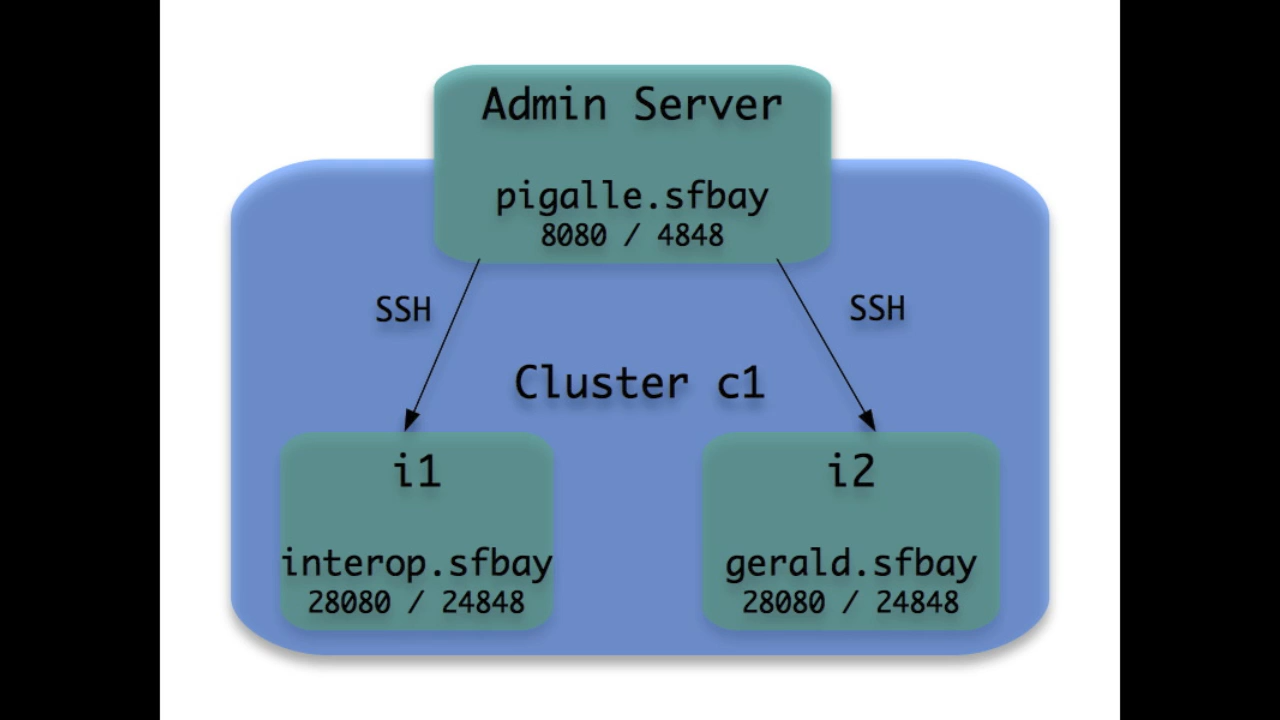 Admin Server
pigalle.sfbay
8080 / 4848
SSH
SSH
Cluster c1
i1
interop.sfbay
28080 / 24848
i2
gerald.sfbay
28080 / 24848